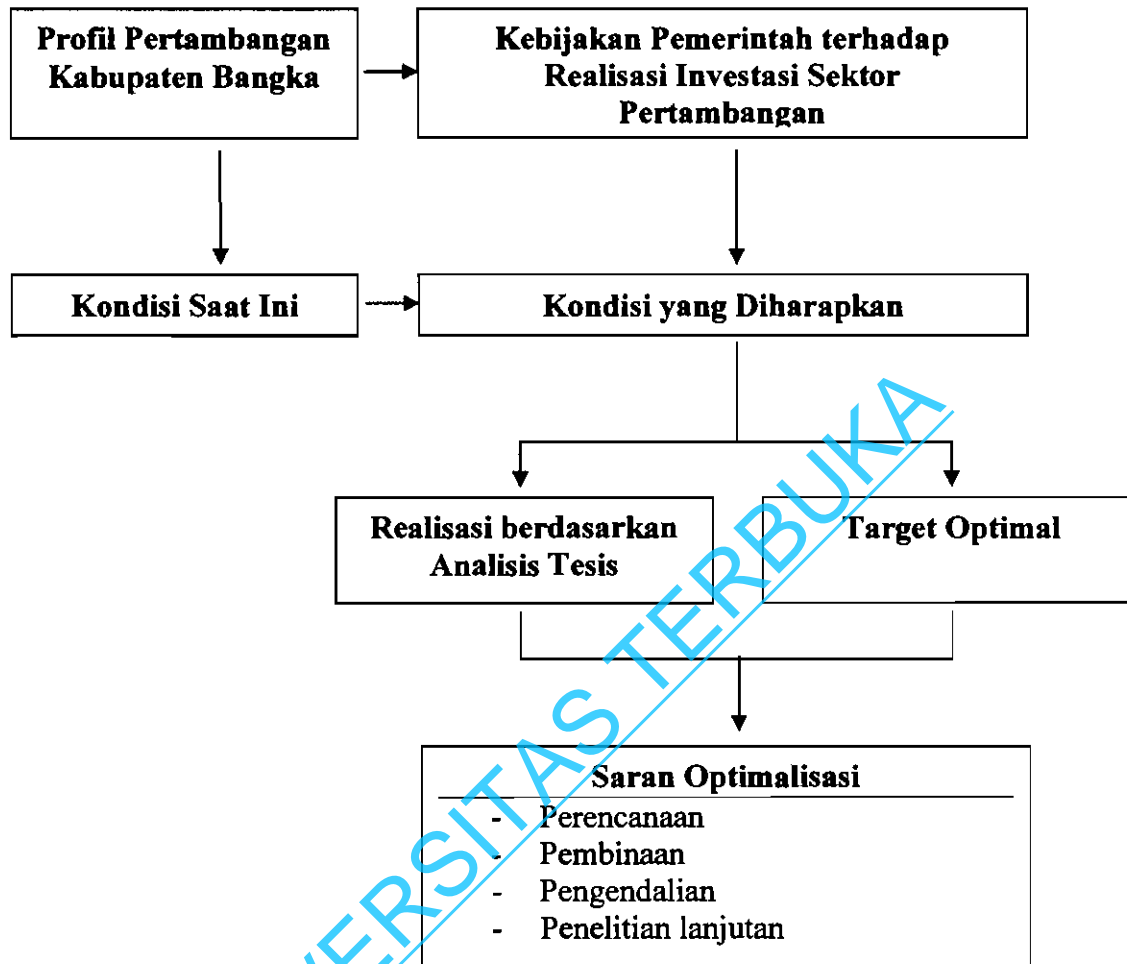 Profil Pertambangan
Kabupaten Bangka
Kebijakan Pemerintah terhadap
Realisasi Investasi Sektor
Pertambangan
Kondisi Saat Ini
Kondisi yang Diharapkan
Realisasi berdasarkan
Analisis Tesis
Target Optimal
Saran Optimalisasi
- Perencanaan
- Pembinaan
- Pengendalian
- Penelitian lanjutan
VERSITAS TERBUKA